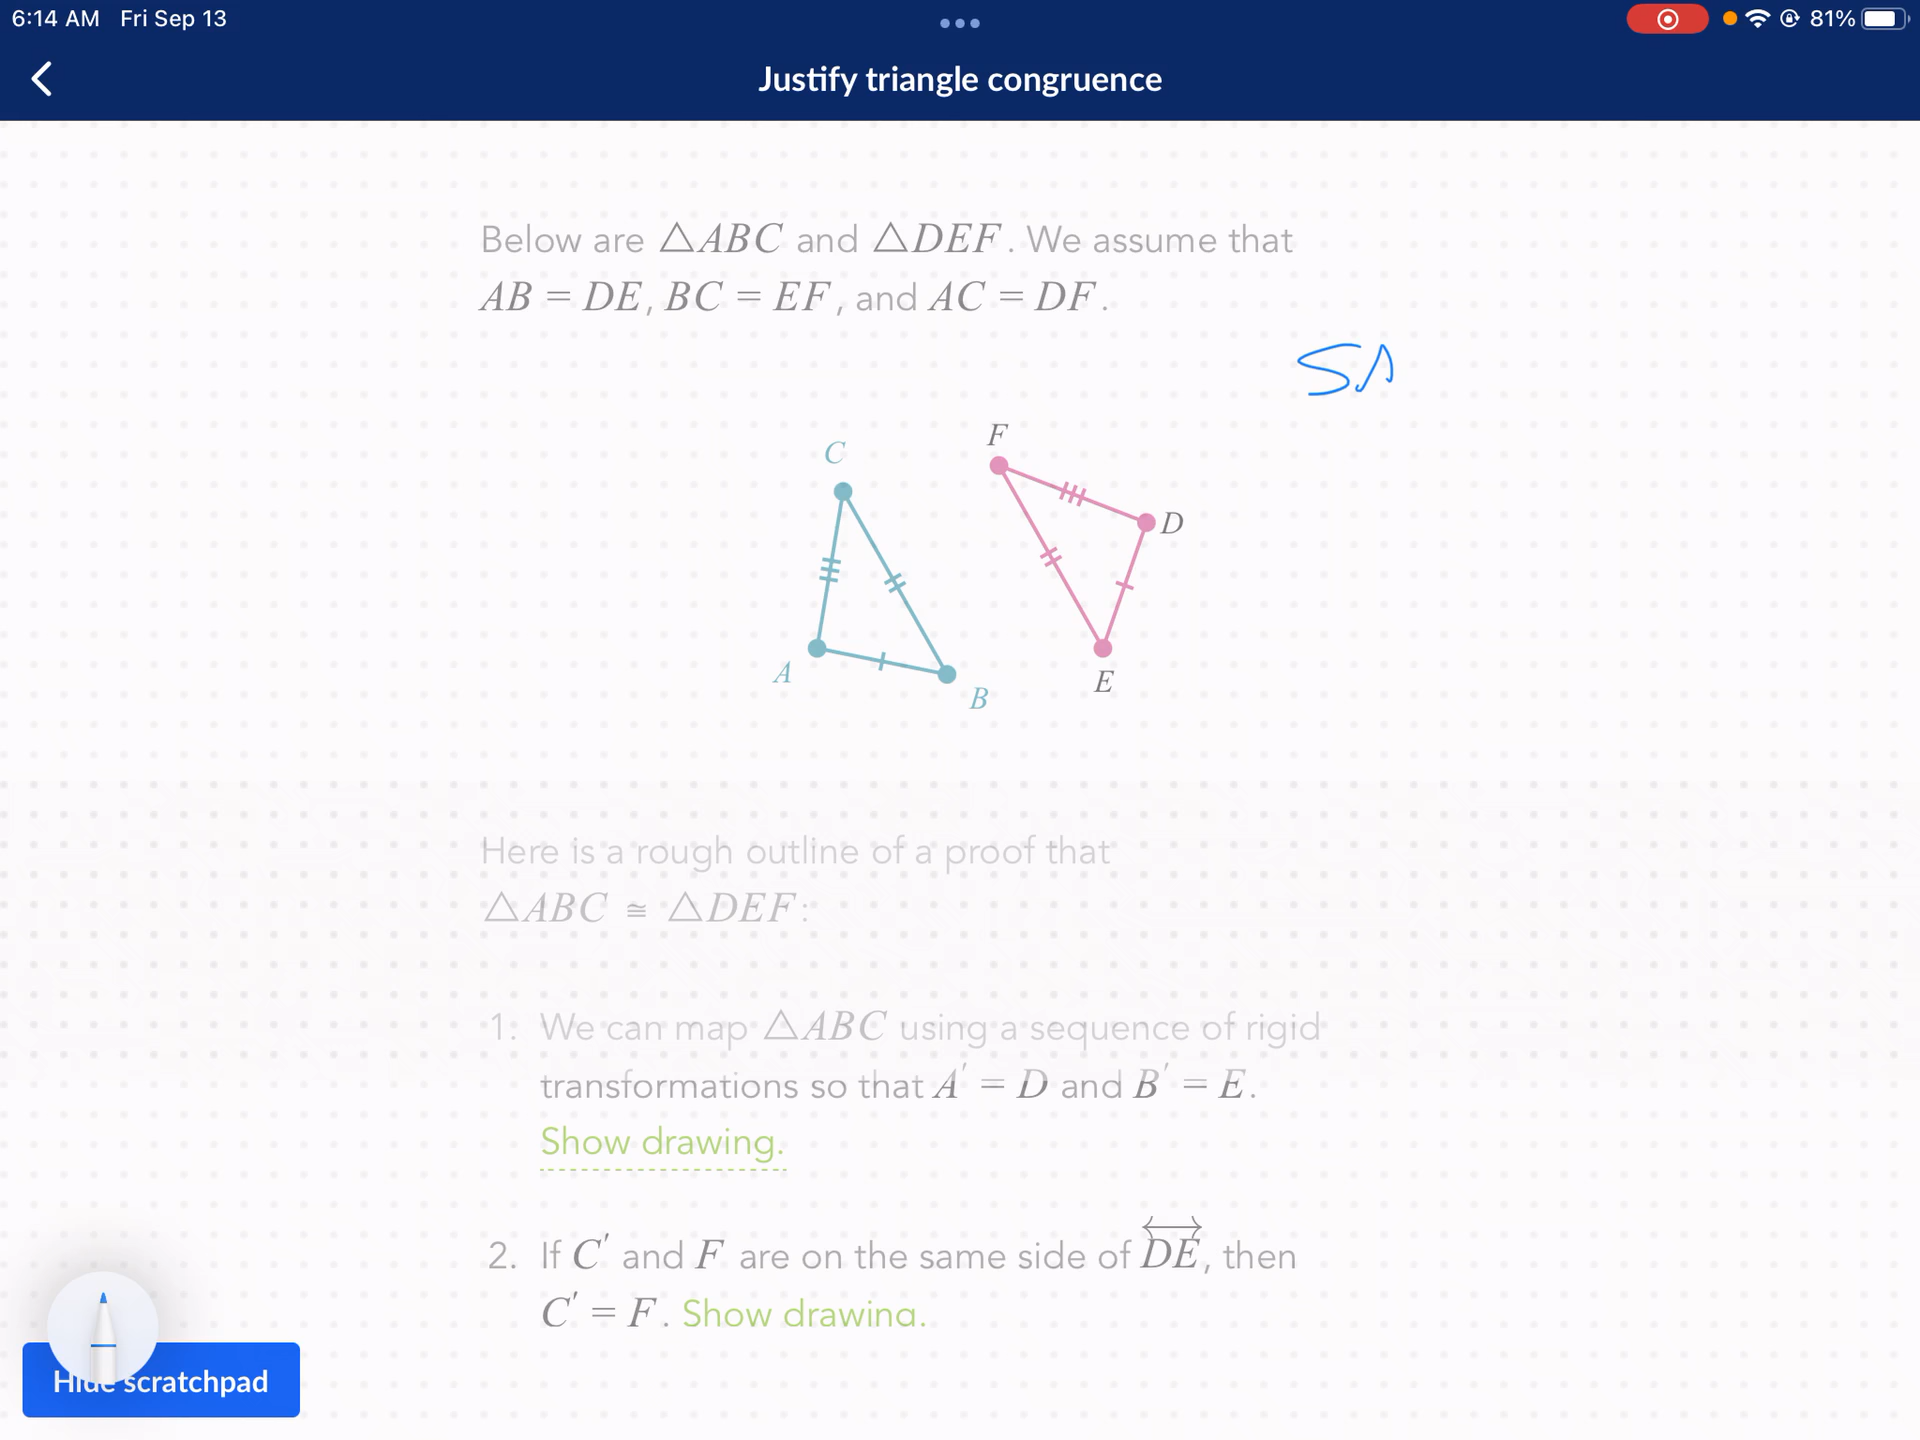 6:14 AM Fri Sep 13
81%
Justify triangle congruence
Below are △ABC and △DEF. We assume that
AB = DE, BC = EF, and AC = DF.
SA
F
C
D
A
E
B
Here is a rough outline of a proof that
△ABC ≅ △DEF:
1. We can map △ABC using a sequence of rigid
transformations so that A′ = D and B′ = E.
Show drawing.
2. If C′ and F are on the same side of \overleftrightarrow{DE}, then
C′ = F. Show drawing.
Hide scratchpad